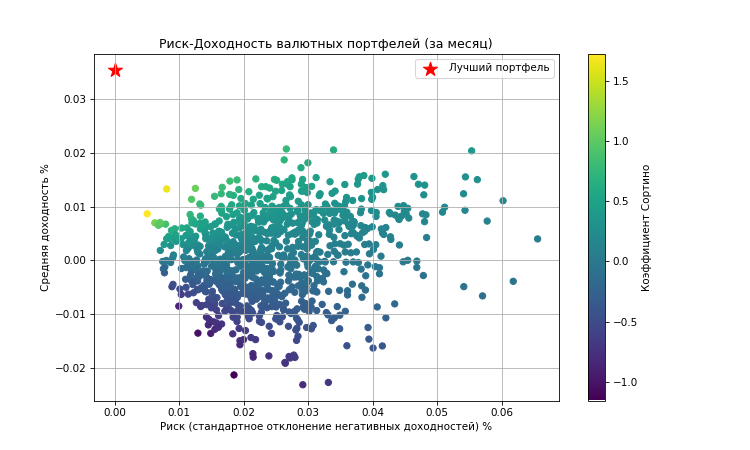 Риск-Доходность валютных портфелей (за месяц)
Лучший портфель
Средняя доходность %
0.03
0.02
0.01
0.00
−0.01
−0.02
0.00 0.01 0.02 0.03 0.04 0.05 0.06
Риск (стандартное отклонение негативных доходностей) %
1.5
1.0
0.5
0.0
−0.5
−1.0
Коэффициент Сортино